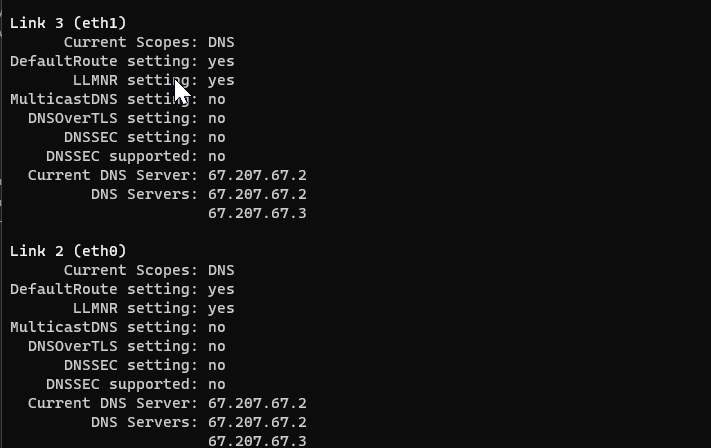 Link 3 (eth1)
Current Scopes: DNS
DefaultRoute setting: yes
LLMNR setting: yes
MulticastDNS setting: no
DNSOverTLS setting: no
DNSSEC setting: no
DNSSEC supported: no
Current DNS Server: 67.207.67.2
DNS Servers: 67.207.67.2
67.207.67.3
Link 2 (eth0)
Current Scopes: DNS
DefaultRoute setting: yes
LLMNR setting: yes
MulticastDNS setting: no
DNSOverTLS setting: no
DNSSEC setting: no
DNSSEC supported: no
Current DNS Server: 67.207.67.2
DNS Servers: 67.207.67.2
67.207.67.3